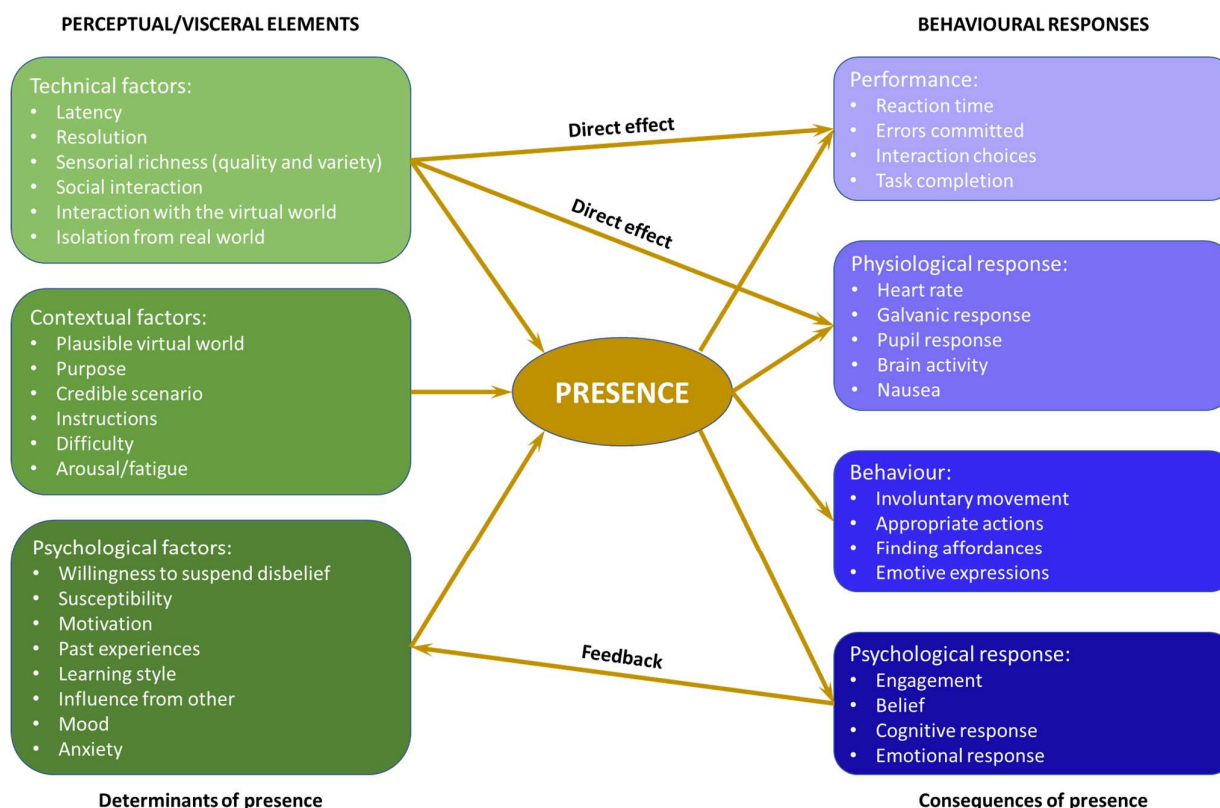 PERCEPTUAL/VISCERAL ELEMENTS
Technical factors:
• Latency
• Resolution
• Sensorial richness (quality and variety)
• Social interaction
• Interaction with the virtual world
• Isolation from real world
Contextual factors:
• Plausible virtual world
• Purpose
• Credible scenario
• Instructions
• Difficulty
• Arousal/fatigue
Psychological factors:
• Willingness to suspend disbelief
• Susceptibility
• Motivation
• Past experiences
• Learning style
• Influence from other
• Mood
• Anxiety
Determinants of presence
Direct effect
Direct effect
PRESENCE
Feedback
BEHAVIOURAL RESPONSES
Performance:
• Reaction time
• Errors committed
• Interaction choices
• Task completion
Physiological response:
• Heart rate
• Galvanic response
• Pupil response
• Brain activity
• Nausea
Behaviour:
• Involuntary movement
• Appropriate actions
• Finding affordances
• Emotive expressions
Psychological response:
• Engagement
• Belief
• Cognitive response
• Emotional response
Consequences of presence